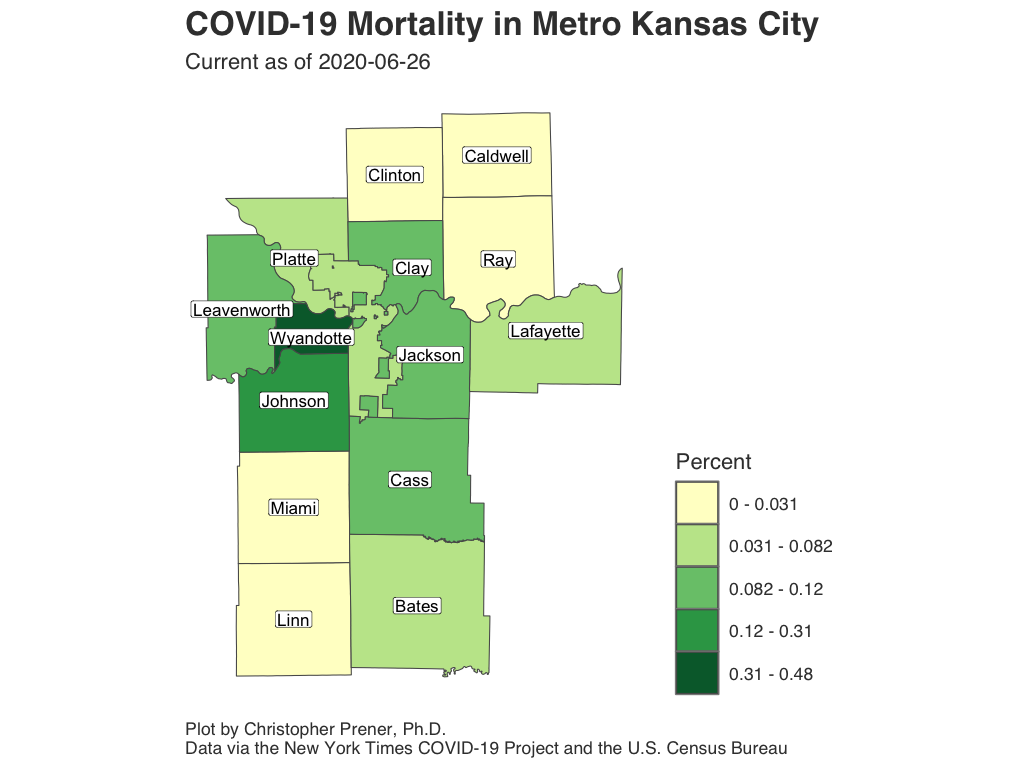 COVID-19 Mortality in Metro Kansas City
Current as of 2020-06-26
Caldwell
Clinton
Platte
Clay
Ray
Leavenworth
Lafayette
Wyandotte
Jackson
Johnson
Cass
Miami
Bates
Linn
Percent
0 - 0.031
0.031 - 0.082
0.082 - 0.12
0.12 - 0.31
0.31 - 0.48
Plot by Christopher Prener, Ph.D.
Data via the New York Times COVID-19 Project and the U.S. Census Bureau